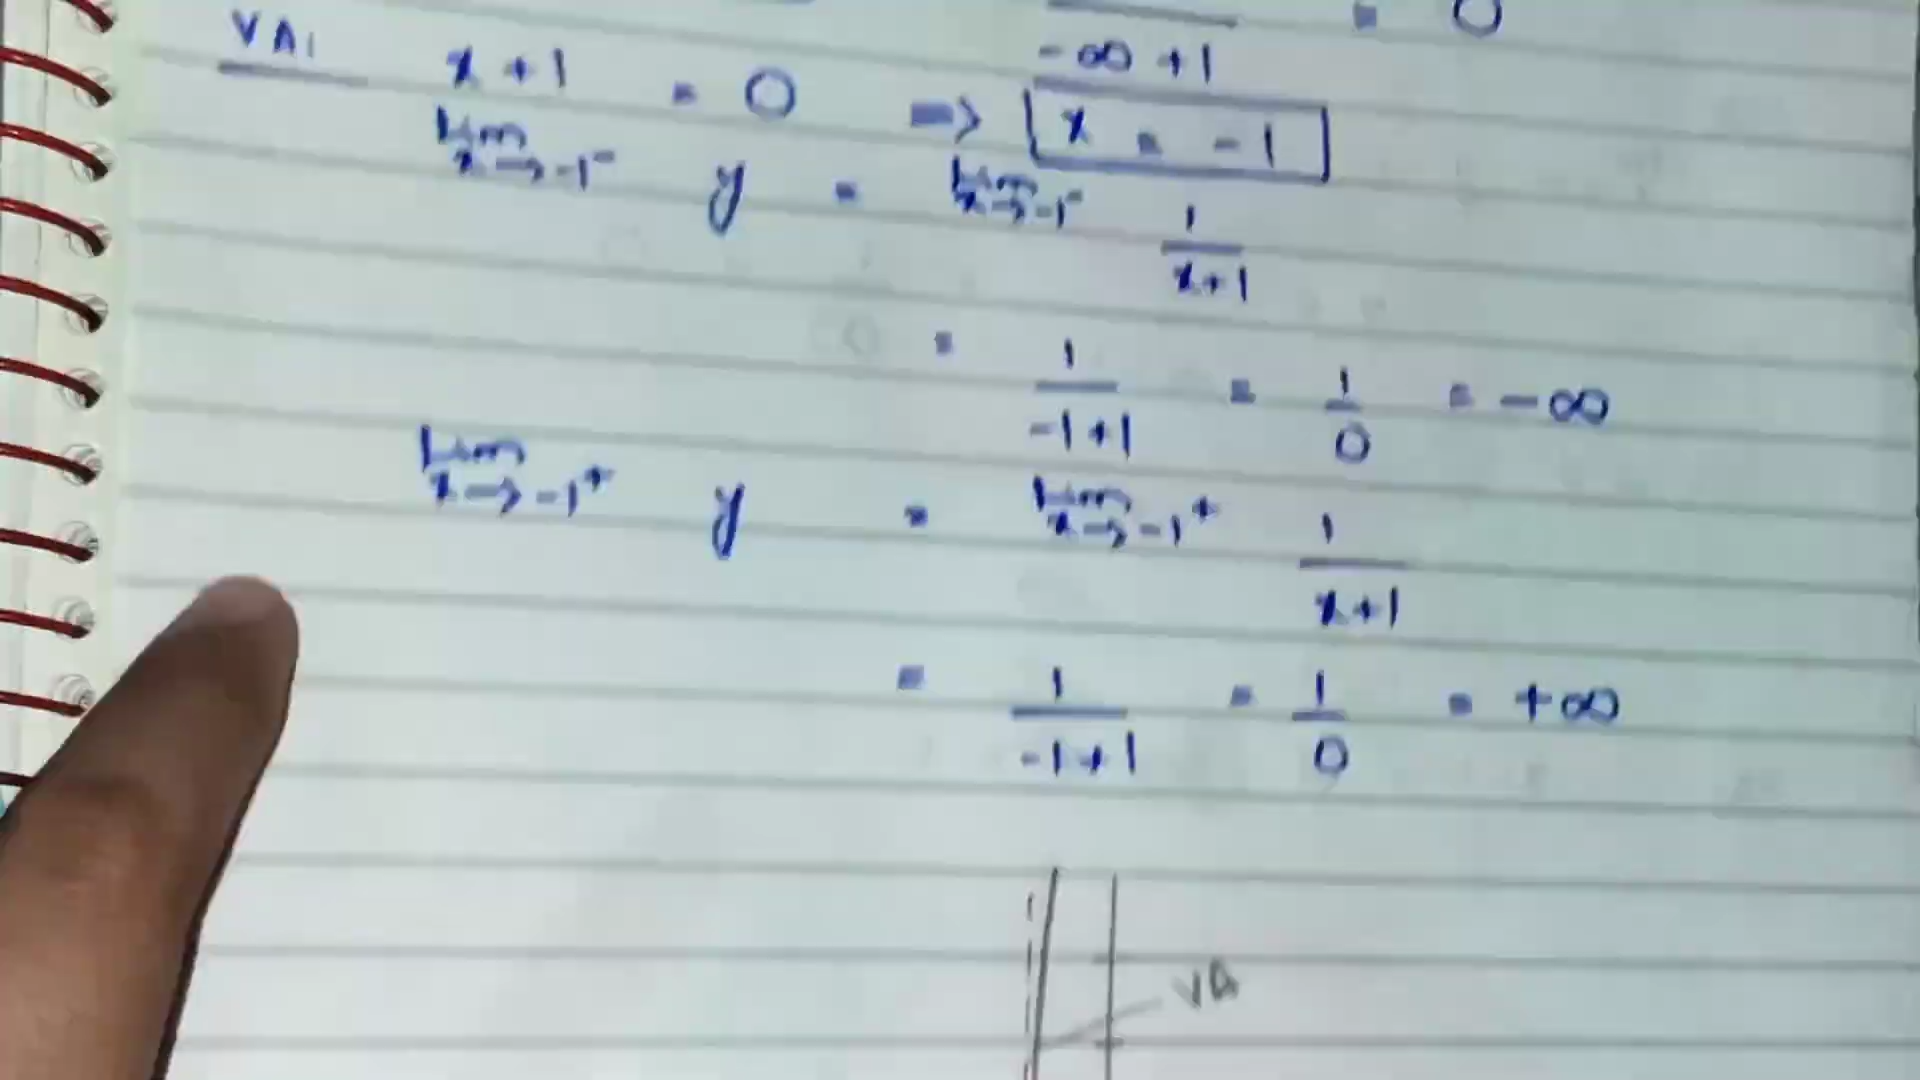 = 0
-∞ +1
VA: x + 1 = 0 => x = -1
lim x→-1⁻ y = lim x→-1⁻ 1/(x+1)
= 1/(-1+1) = 1/0 = -∞
lim x→-1⁺ y = lim x→-1⁺ 1/(x+1)
= 1/(-1+1) = 1/0 = +∞
VA